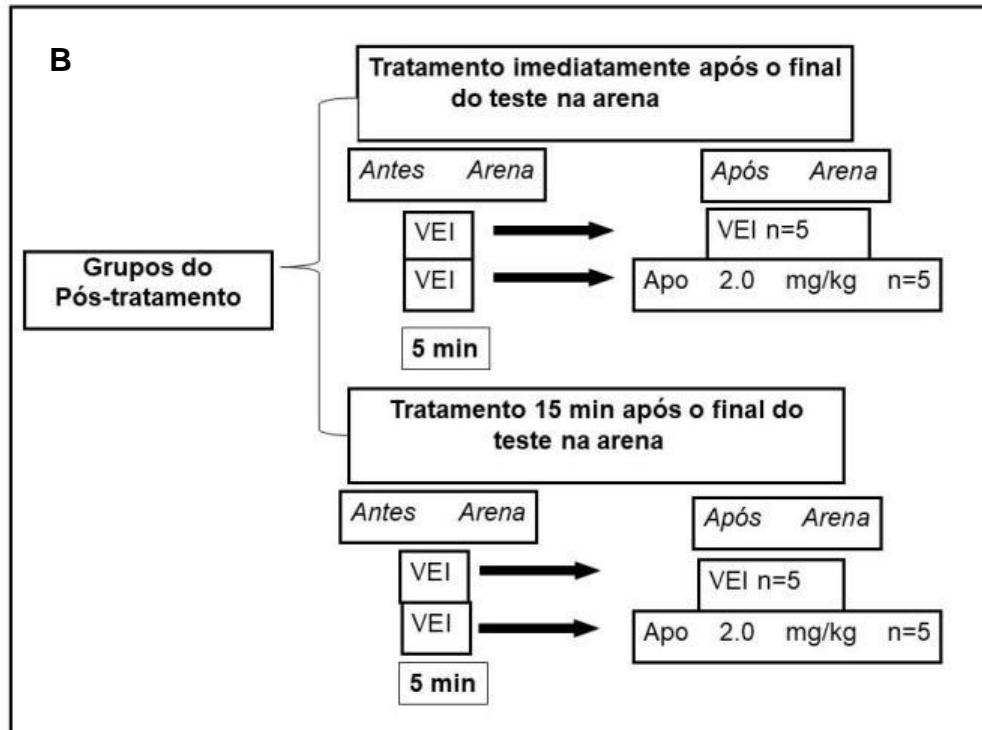 B
Tratamento imediatamente após o final
do teste na arena
Antes Arena
Após Arena
VEI
VEI n=5
VEI
Apo 2.0 mg/kg n=5
5 min
Grupos do
Pós-tratamento
Tratamento 15 min após o final do
teste na arena
Antes Arena
Após Arena
VEI
VEI n=5
VEI
Apo 2.0 mg/kg n=5
5 min